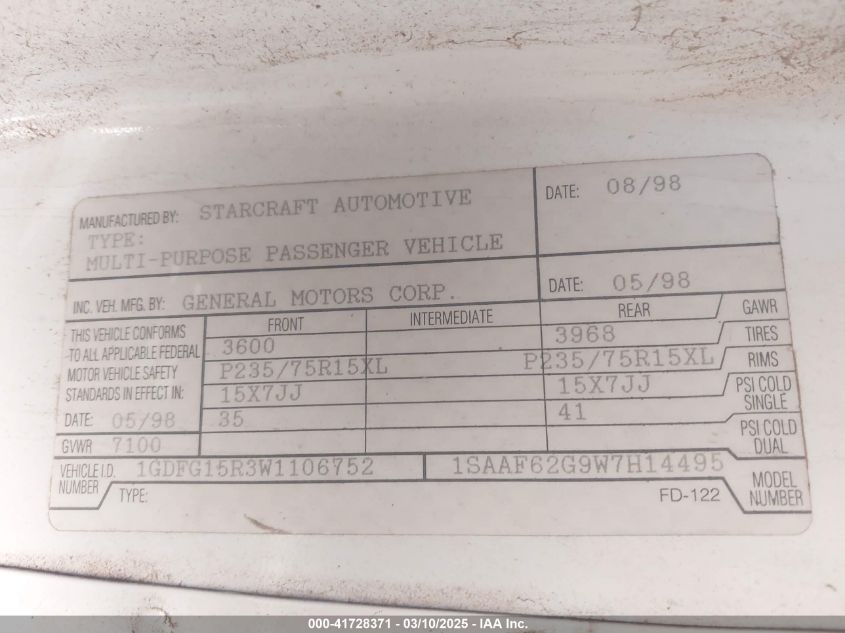 MANUFACTURED BY: STARCRAFT AUTOMOTIVE
DATE: 08/98
TYPE:
MULTI-PURPOSE PASSENGER VEHICLE
INC. VEH. MFG. BY: GENERAL MOTORS CORP.
DATE: 05/98
THIS VEHICLE CONFORMS
TO ALL APPLICABLE FEDERAL
MOTOR VEHICLE SAFETY
STANDARDS IN EFFECT IN:
DATE: 05/98
GVWR 7100
FRONT INTERMEDIATE REAR GAWR
3600 3968 TIRES
P235/75R15XL P235/75R15XL RIMS
15X7JJ 15X7JJ PSI COLD
SINGLE
35 41 PSI COLD
DUAL
VEHICLE I.D.
NUMBER
1GDFG15R3W1106752 1SAAF62G9W7H14495
MODEL
NUMBER
TYPE: FD-122
000-41728371 - 03/10/2025 - IAA Inc.